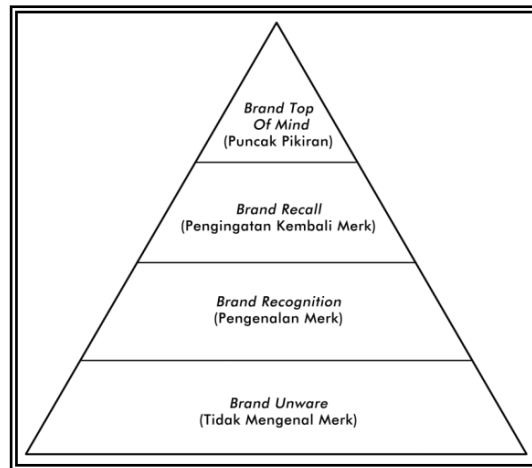 Brand Top
Of Mind
(Puncak Pikiran)
Brand Recall
(Pengingatan Kembali Merk)
Brand Recognition
(Pengenalan Merk)
Brand Unware
(Tidak Mengenal Merk)